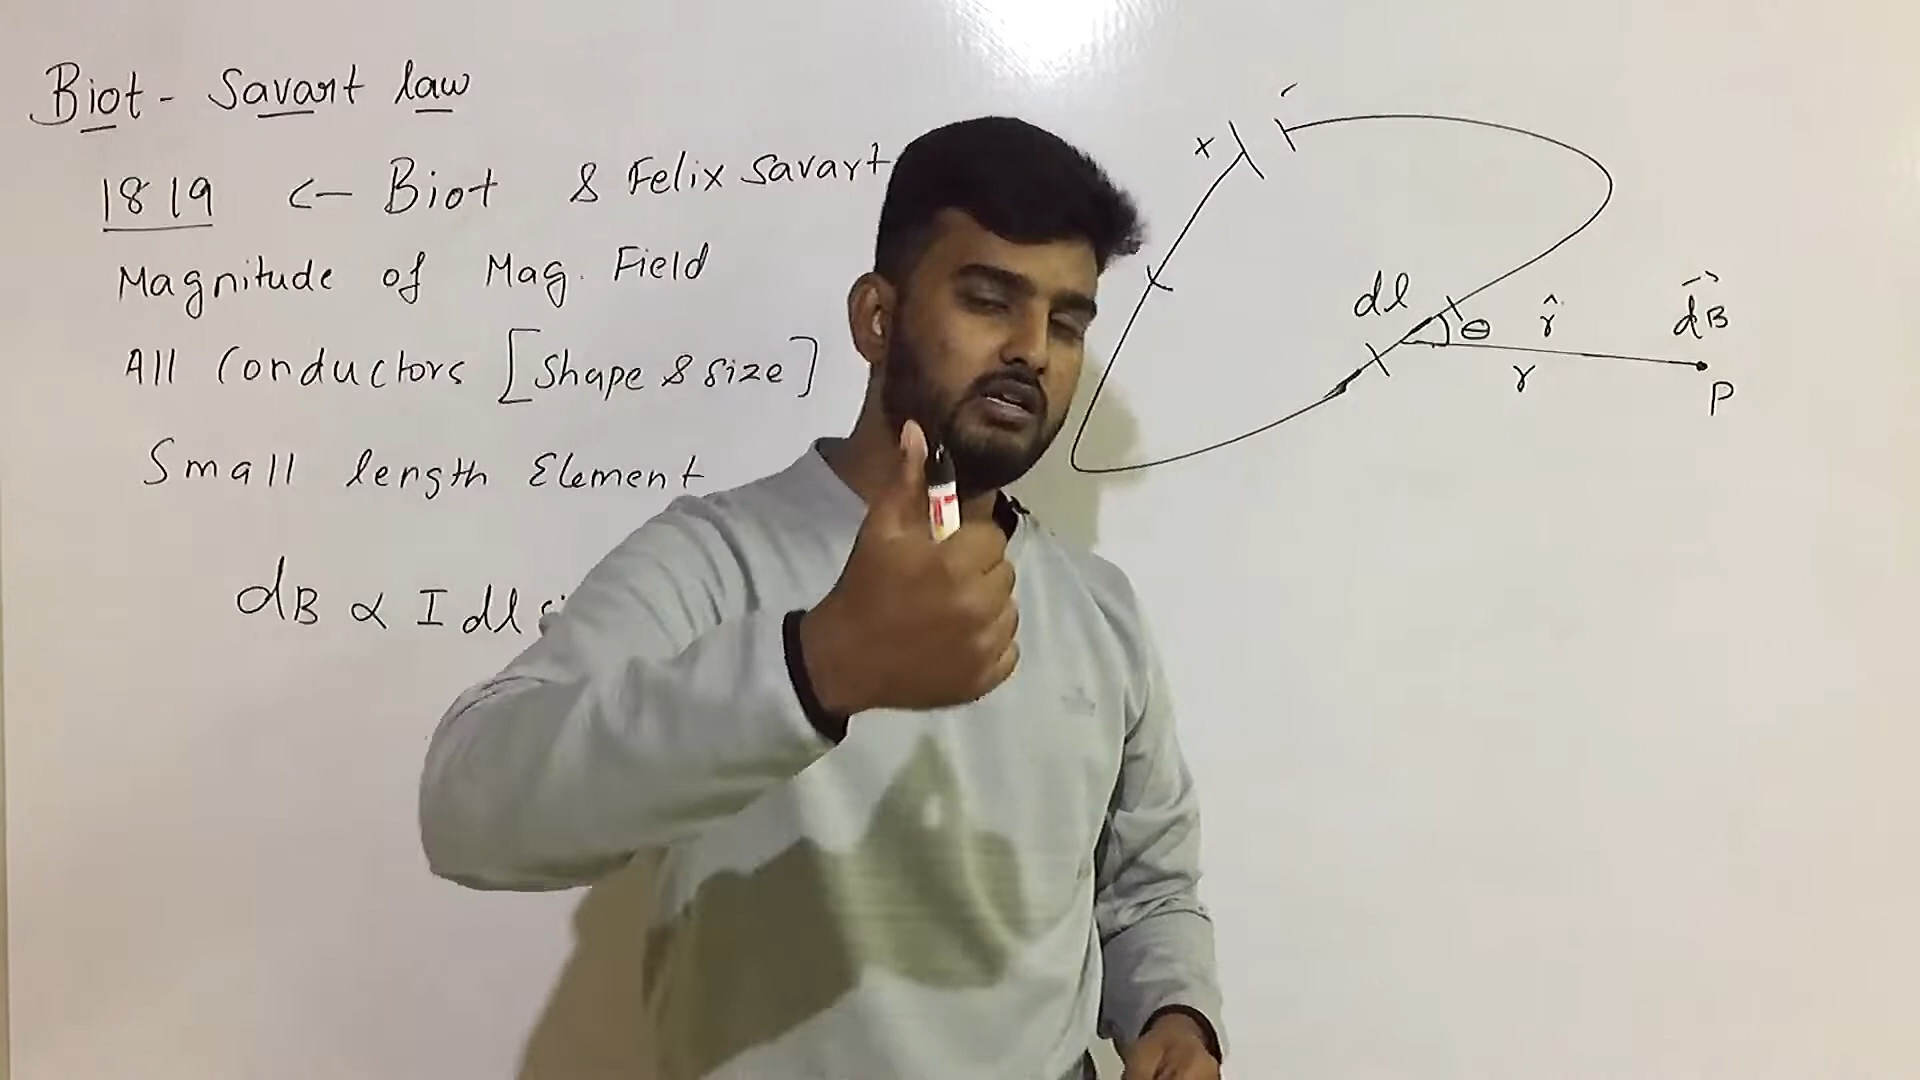 Biot - Savart law
1819 <- Biot & Felix Savart
Magnitude of Mag. Field
All Conductors [Shape & size]
Small length Element
dB ∝ I dl
+ -
dl θ r̂ dB⃗
r
P